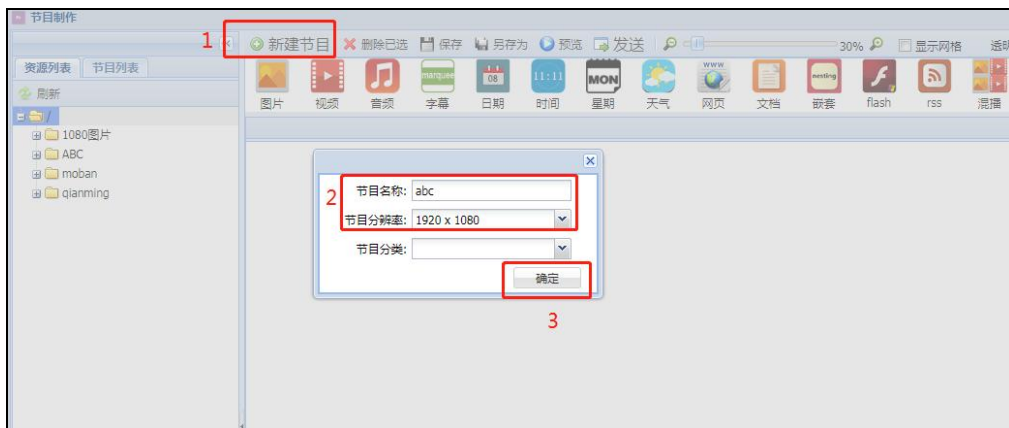 节目制作
1
新建节目 删除已选 保存 另存为 预览 发送 30% 显示网格 透明
资源列表 节目列表
刷新
/
1080图片
ABC
moban
qianming
marquee 08 11:11 MON www nesting
图片 视频 音频 字幕 日期 时间 星期 天气 网页 文档 嵌套 flash rss 混播
2
节目名称: abc
节目分辨率: 1920 x 1080
节目分类:
确定
3